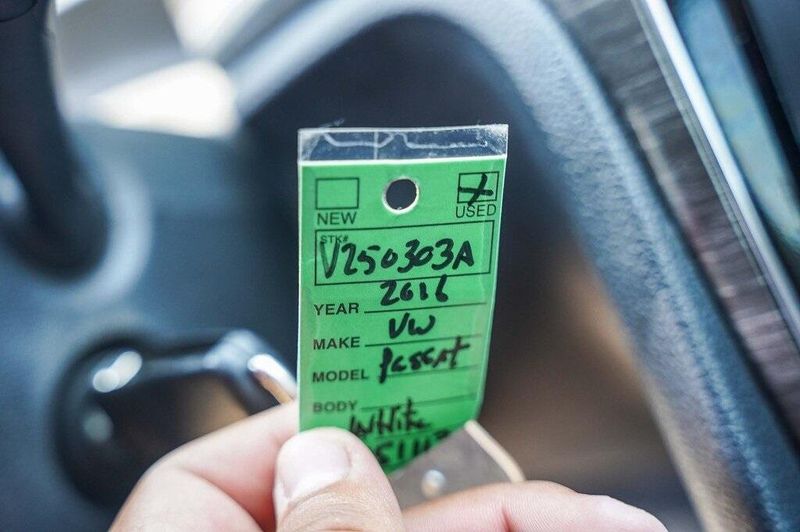 NEW X USED
STK# V250303A
YEAR 2016
MAKE VW
MODEL Passat
BODY
White